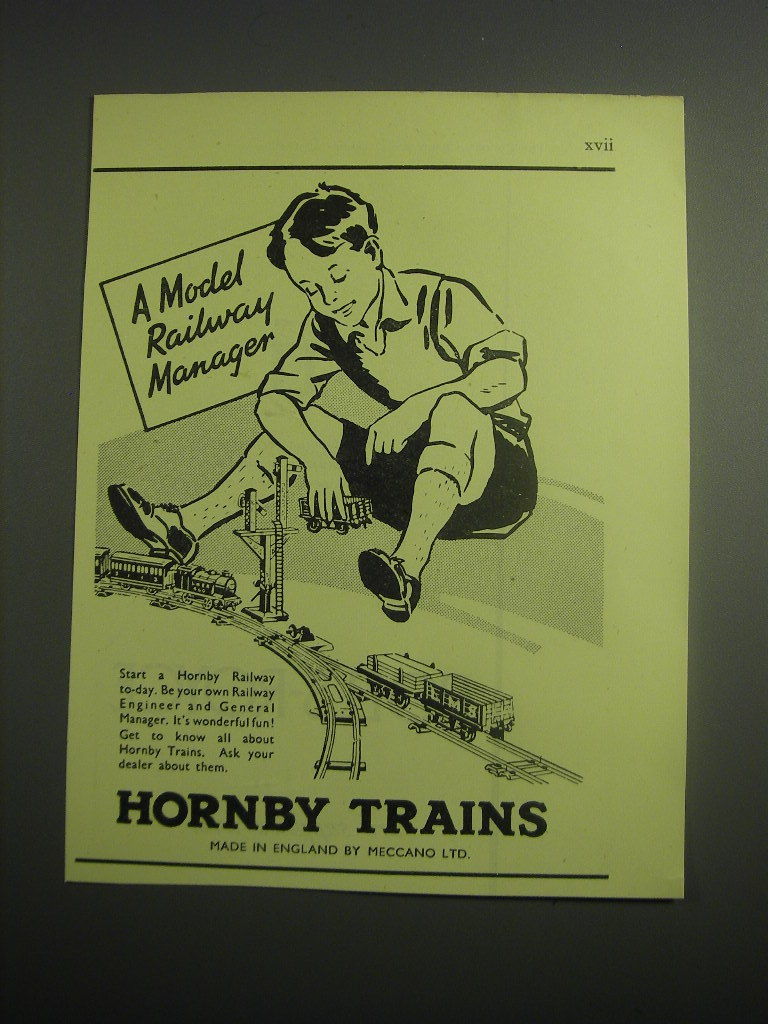 xvii
A Model
Railway
Manager
LMS
Start a Hornby Railway
to-day. Be your own Railway
Engineer and General
Manager. It's wonderful fun!
Get to know all about
Hornby Trains. Ask your
dealer about them.
HORNBY TRAINS
MADE IN ENGLAND BY MECCANO LTD.